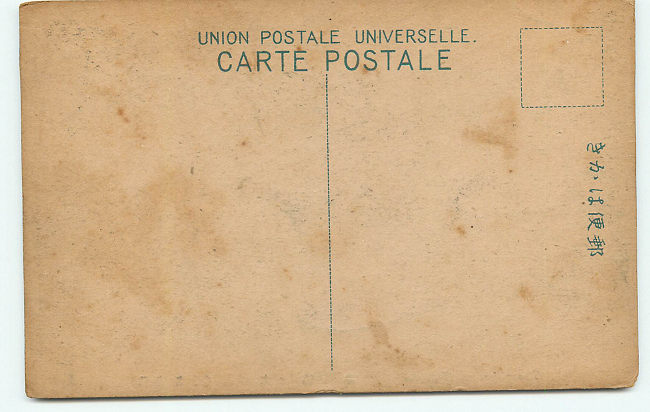 UNION POSTALE UNIVERSELLE.
CARTE POSTALE
きかは便郵